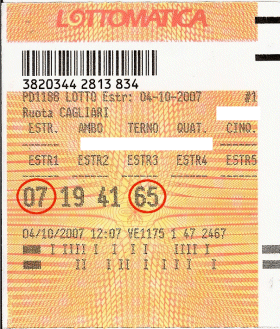 LOTTOMATICA
3820344 2813 834
PD1188 LOTTO Estr: 04-10-2007 #1
Ruota CAGLIARI
ESTR. AMBO TERNO QUAT. CINQ.
ESTR1 ESTR2 ESTR3 ESTR4 ESTR5
07 19 41 65
04/10/2007 12:07 VE1175 1 47 2467